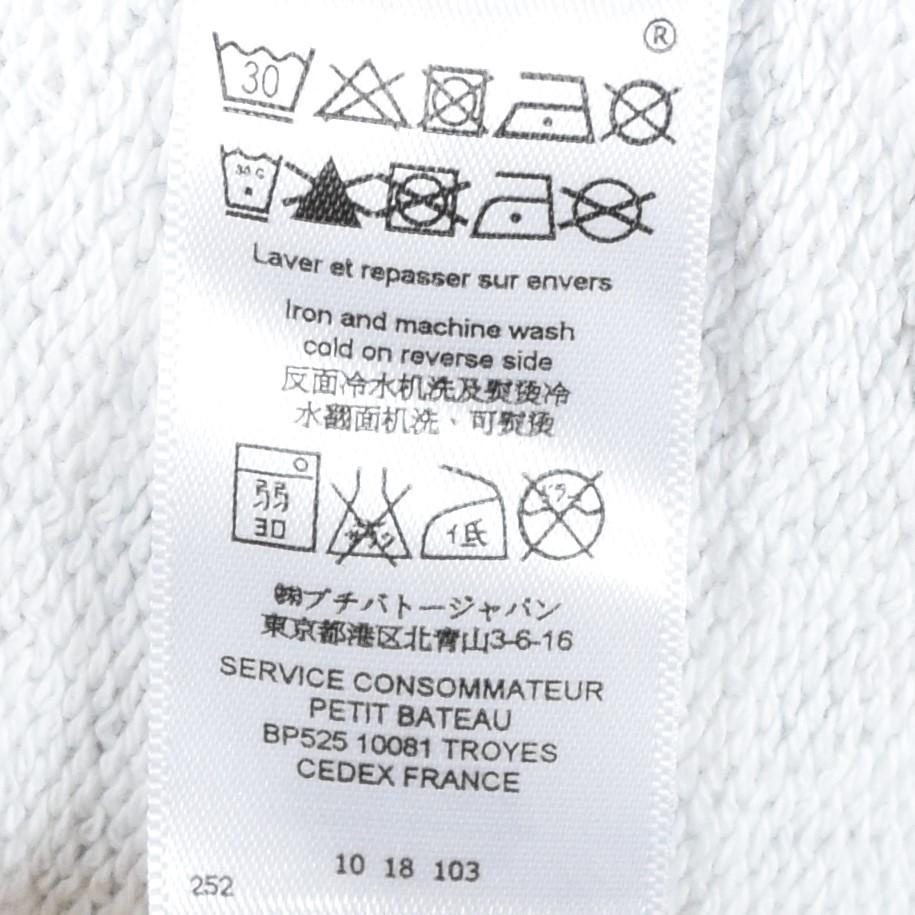 ®
30
30 C
Laver et repasser sur envers
Iron and machine wash
cold on reverse side
反面冷水机洗及熨烫冷
水翻面机洗、可熨烫
弱
30
低
㈱プチバトージャパン
東京都港区北青山3-6-16
SERVICE CONSOMMATEUR
PETIT BATEAU
BP525 10081 TROYES
CEDEX FRANCE
10 18 103
252